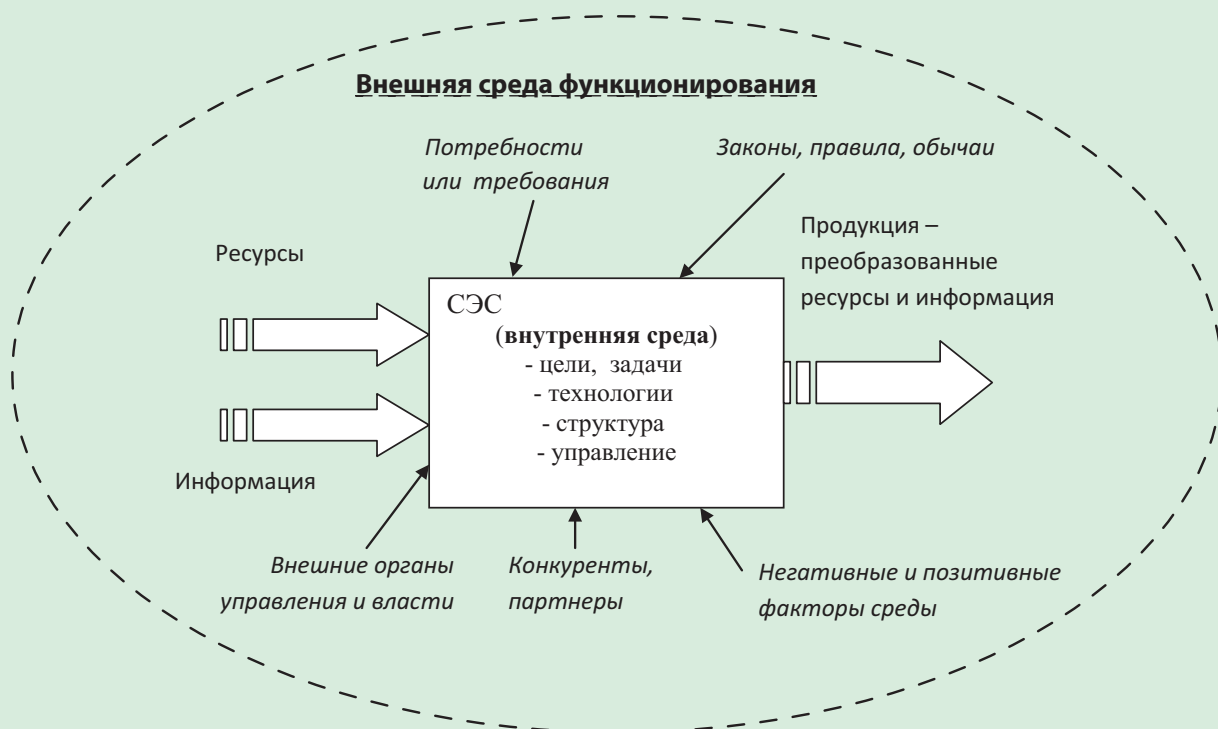 Внешняя среда функционирования
Потребности
или требования
Законы, правила, обычаи
Ресурсы
Продукция –
преобразованные
ресурсы и информация
СЭС
(внутренняя среда)
- цели, задачи
- технологии
- структура
- управление
Информация
Внешние органы
управления и власти
Конкуренты,
партнеры
Негативные и позитивные
факторы среды